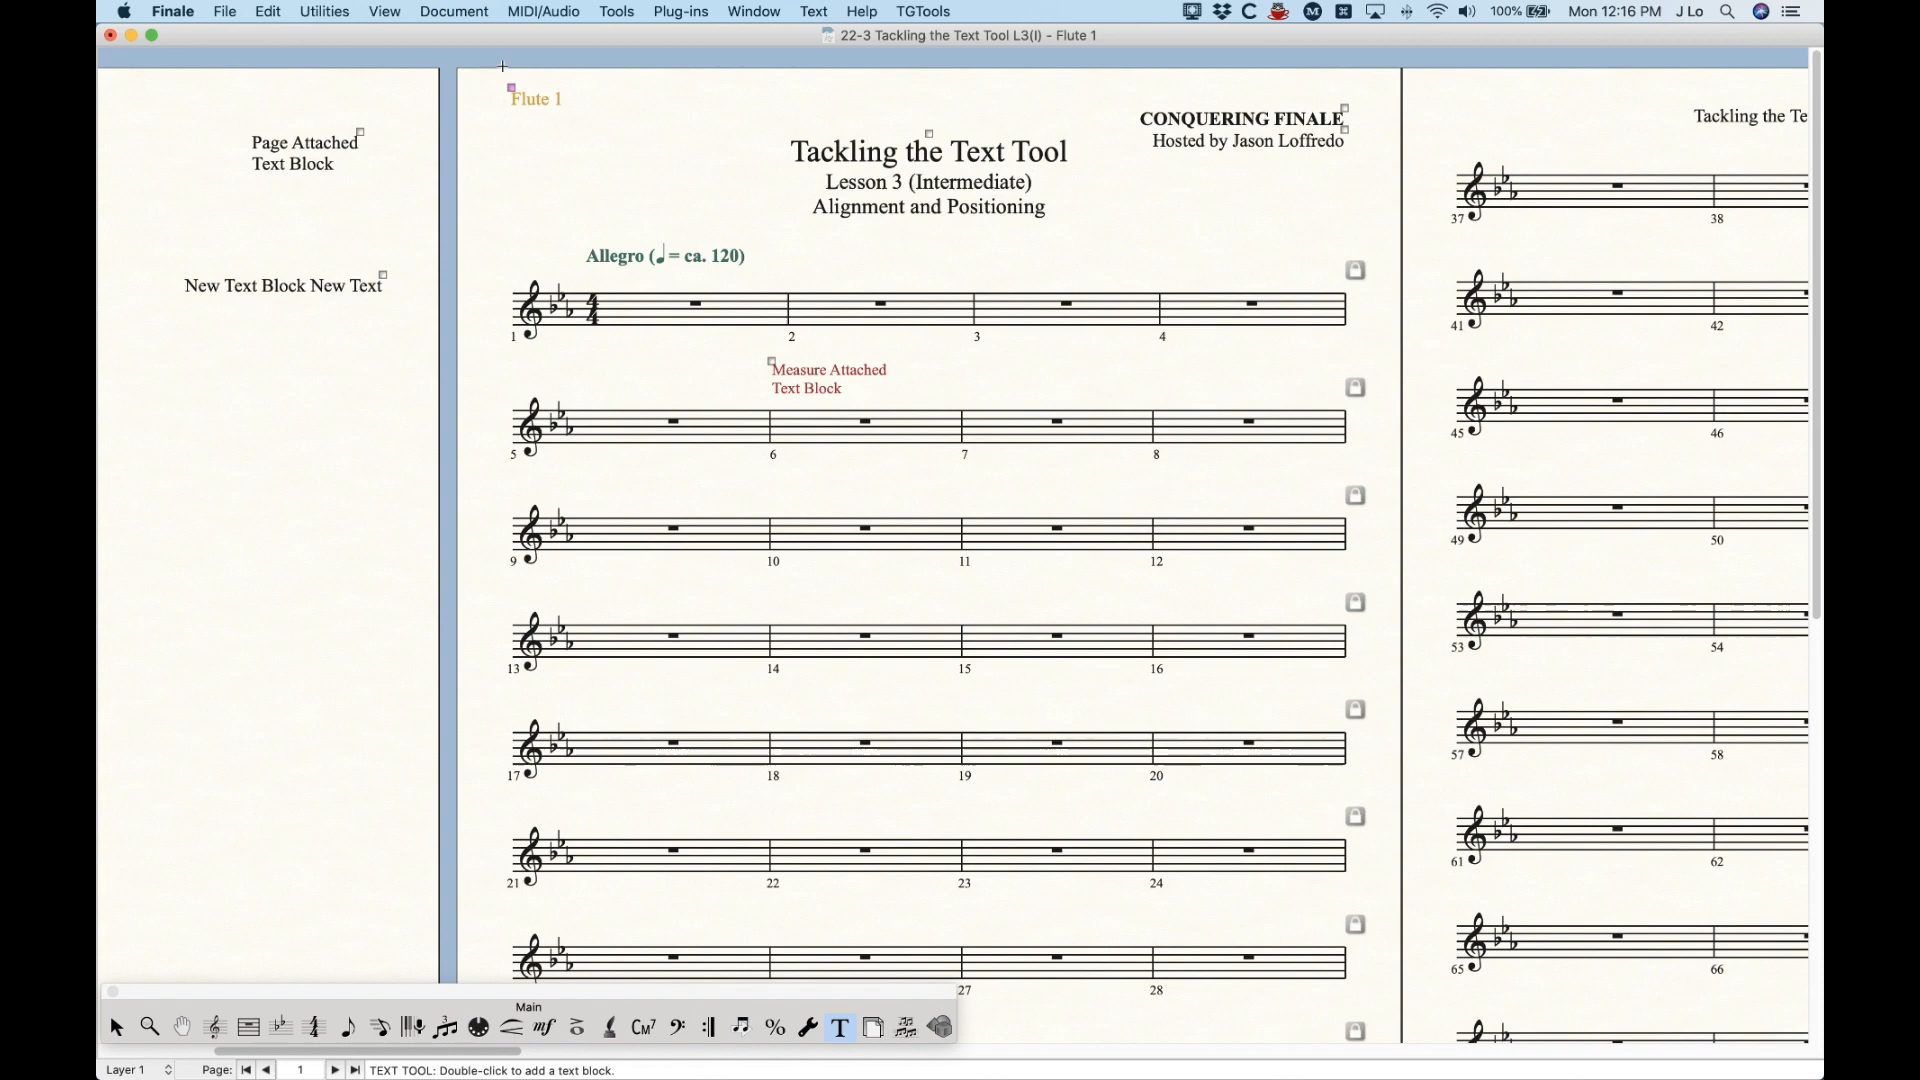 Finale File Edit Utilities View Document MIDI/Audio Tools Plug-ins Window Text Help TGTools 100% Mon 12:16 PM J Lo
22-3 Tackling the Text Tool L3(I) - Flute 1
Flute 1
CONQUERING FINALE
Hosted by Jason Loffredo
Tackling the Te
Page Attached
Text Block
Tackling the Text Tool
Lesson 3 (Intermediate)
Alignment and Positioning
New Text Block New Text
Allegro (♩= ca. 120)
1 2 3 4
37 38
Measure Attached
Text Block
5 6 7 8
41 42
9 10 11 12
45 46
13 14 15 16
49 50
17 18 19 20
53 54
21 22 23 24
57 58
27 28
61 62
65 66
Main
mf CM7 % T
Layer 1 Page: 1 TEXT TOOL: Double-click to add a text block.